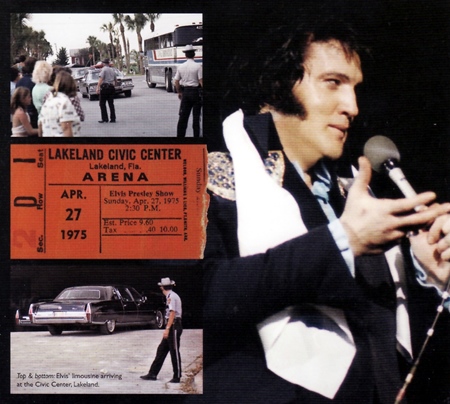 LAKELAND CIVIC CENTER
Lakeland, Fla.
ARENA
APR.
27
1975
Elvis Presley Show
Sunday, Apr. 27, 1975
2:30 P.M.
Est. Price 9.60
Tax .40 10.00
Sec. Row Seat
2 D 1
Top & bottom: Elvis' limousine arriving
at the Civic Center, Lakeland.